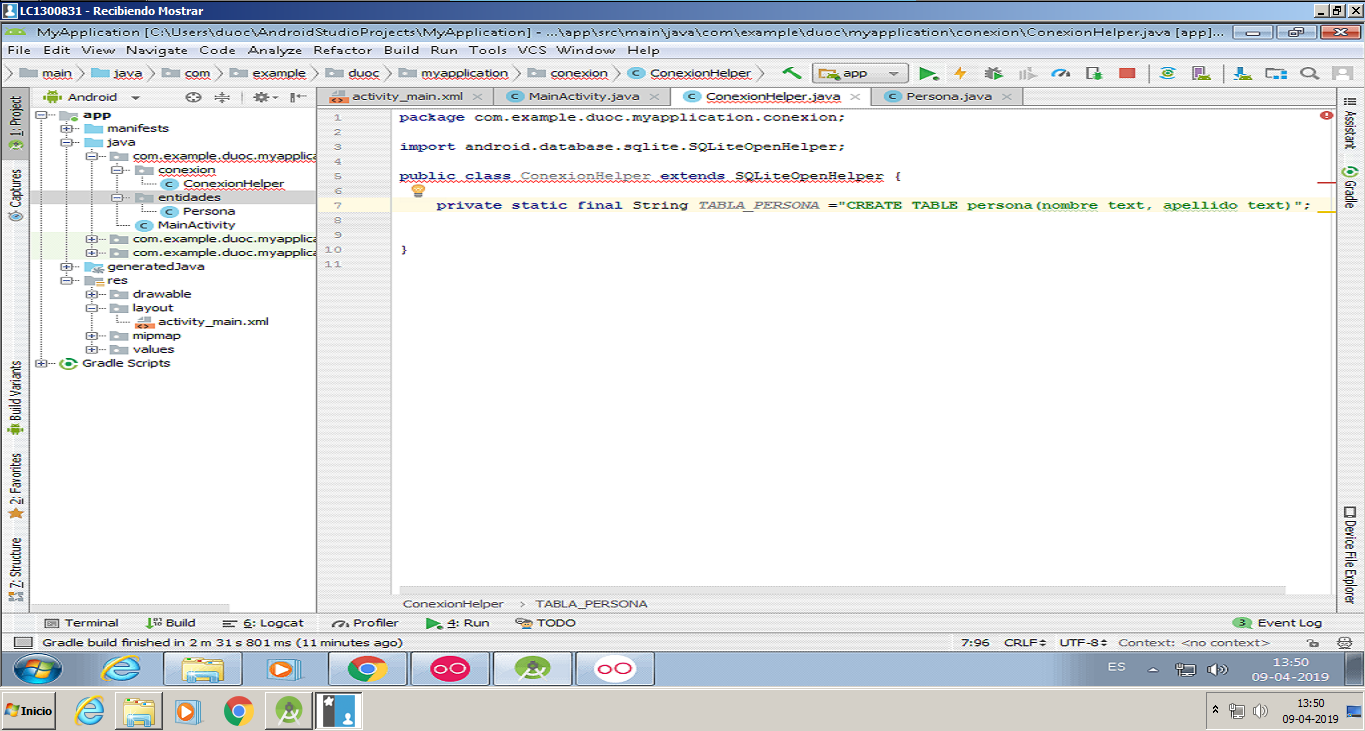 LC1300831 - Recibiendo Mostrar
MyApplication [C:\Users\duoc\AndroidStudioProjects\MyApplication] - ...\app\src\main\java\com\example\duoc\myapplication\conexion\ConexionHelper.java [app]...
File Edit View Navigate Code Analyze Refactor Build Run Tools VCS Window Help
main java com example duoc myapplication conexion ConexionHelper app
Android
activity_main.xml MainActivity.java ConexionHelper.java Persona.java
1: Project
Captures
Build Variants
2: Favorites
Z: Structure
app
manifests
java
com.example.duoc.myapplica
conexion
ConexionHelper
entidades
Persona
MainActivity
com.example.duoc.myapplica
com.example.duoc.myapplica
generatedJava
res
drawable
layout
activity_main.xml
mipmap
values
Gradle Scripts
1 package com.example.duoc.myapplication.conexion;
2
3 import android.database.sqlite.SQLiteOpenHelper;
4
5 public class ConexionHelper extends SQLiteOpenHelper {
6
7 private static final String TABLA_PERSONA ="CREATE TABLE persona(nombre text, apellido text)";
8
9
10 }
11
Assistant
Gradle
Device File Explorer
ConexionHelper > TABLA_PERSONA
Terminal Build 6: Logcat Profiler 4: Run TODO 3 Event Log
Gradle build finished in 2 m 31 s 801 ms (11 minutes ago) 7:96 CRLF UTF-8 Context: <no context>
ES 13:50
09-04-2019
Inicio 13:50
09-04-2019